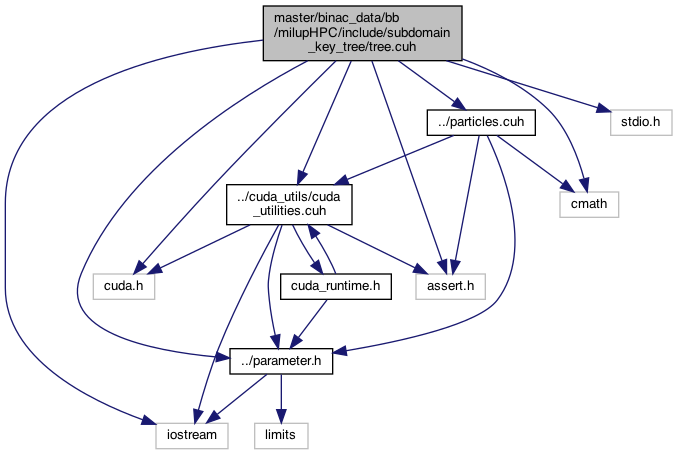 master/binac_data/bb
/milupHPC/include/subdomain
_key_tree/tree.cuh
../particles.cuh
stdio.h
../cuda_utils/cuda
_utilities.cuh
cmath
cuda.h
cuda_runtime.h
assert.h
../parameter.h
iostream
limits